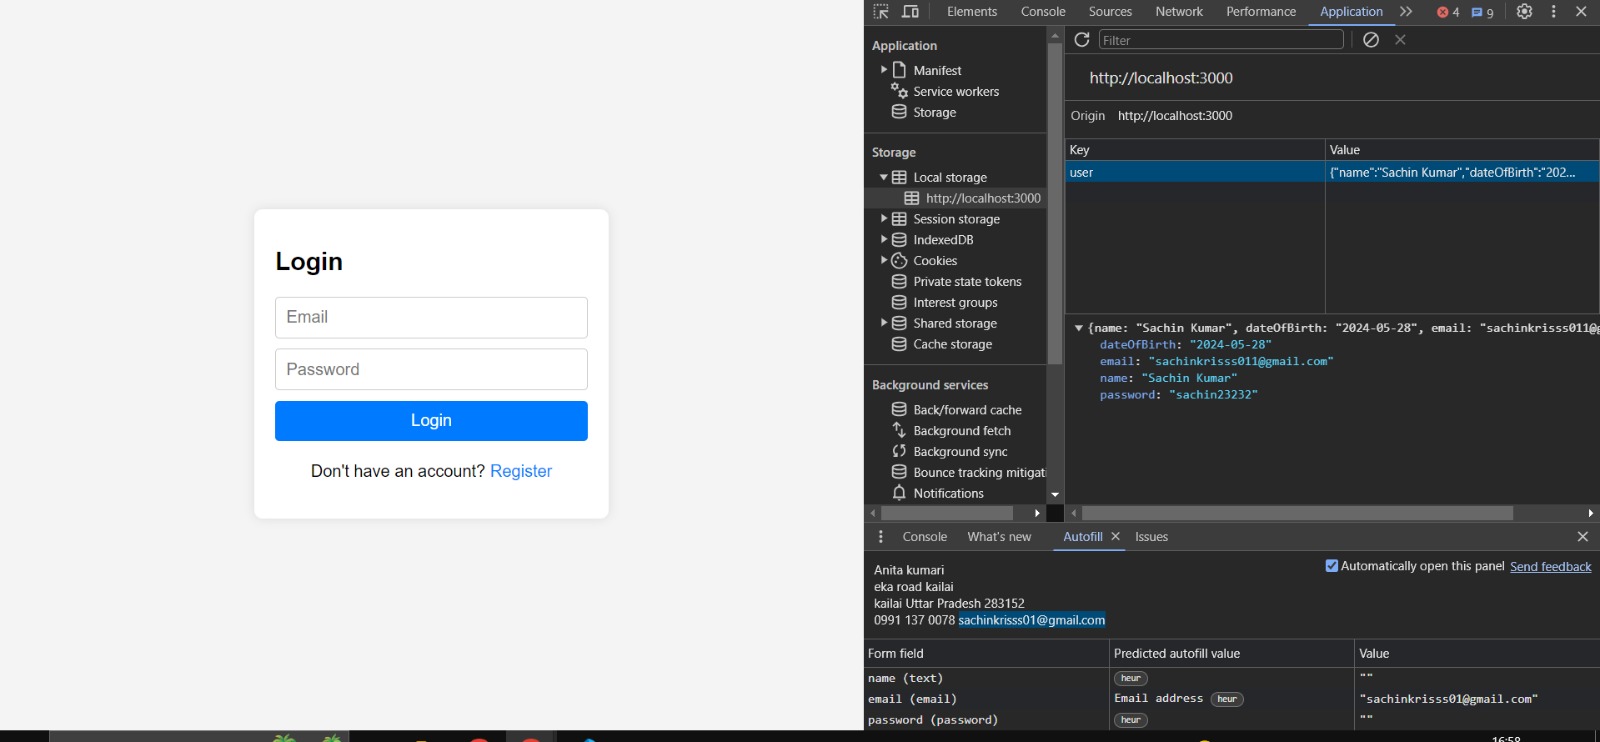 Login
Email
Password
Login
Don't have an account? Register
Elements Console Sources Network Performance Application 4 9
Application
Manifest
Service workers
Storage
Storage
Local storage
http://localhost:3000
Session storage
IndexedDB
Cookies
Private state tokens
Interest groups
Shared storage
Cache storage
Background services
Back/forward cache
Background fetch
Background sync
Bounce tracking mitigati
Notifications
Filter
http://localhost:3000
Origin http://localhost:3000
Key Value
user {"name":"Sachin Kumar","dateOfBirth":"202...
{name: "Sachin Kumar", dateOfBirth: "2024-05-28", email: "sachinkrisss011@g
dateOfBirth: "2024-05-28"
email: "sachinkrisss011@gmail.com"
name: "Sachin Kumar"
password: "sachin23232"
Console What's new Autofill Issues
Anita kumari
eka road kailai
kailai Uttar Pradesh 283152
0991 137 0078 sachinkrisss01@gmail.com
Automatically open this panel Send feedback
Form field Predicted autofill value Value
name (text) heur ""
email (email) Email address heur "sachinkrisss01@gmail.com"
password (password) heur ""
16:58